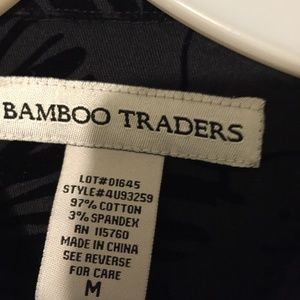 BAMBOO TRADERS
LOT#D1645
STYLE#4U93259
97% COTTON
3% SPANDEX
RN 115760
MADE IN CHINA
SEE REVERSE
FOR CARE
M